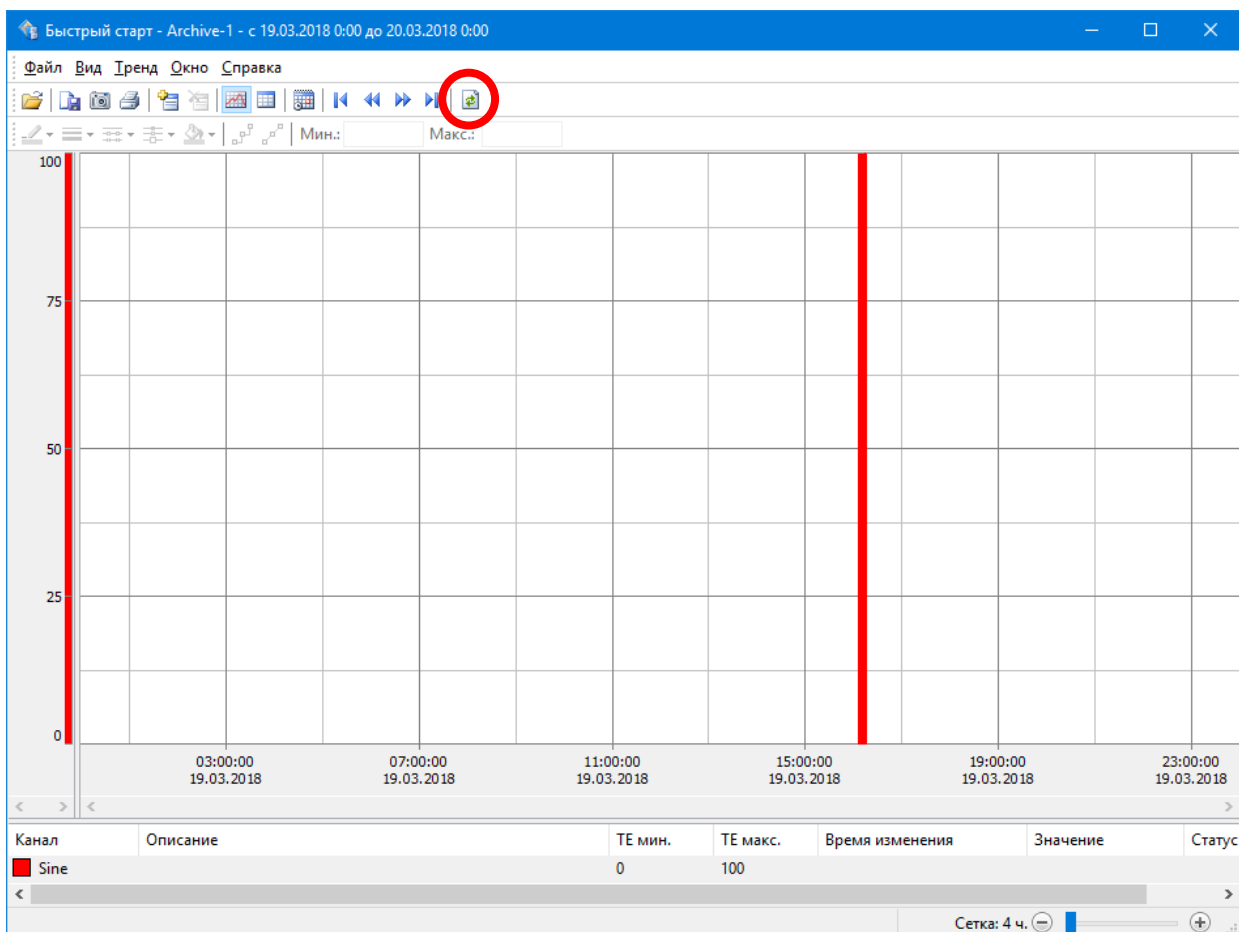 Быстрый старт - Archive-1 - с 19.03.2018 0:00 до 20.03.2018 0:00
Файл Вид Тренд Окно Справка
Мин.: Макс.:
100
75
50
25
0
03:00:00 07:00:00 11:00:00 15:00:00 19:00:00 23:00:00
19.03.2018 19.03.2018 19.03.2018 19.03.2018 19.03.2018 19.03.2018
Канал Описание ТЕ мин. ТЕ макс. Время изменения Значение Статус
Sine 0 100
Сетка: 4 ч.